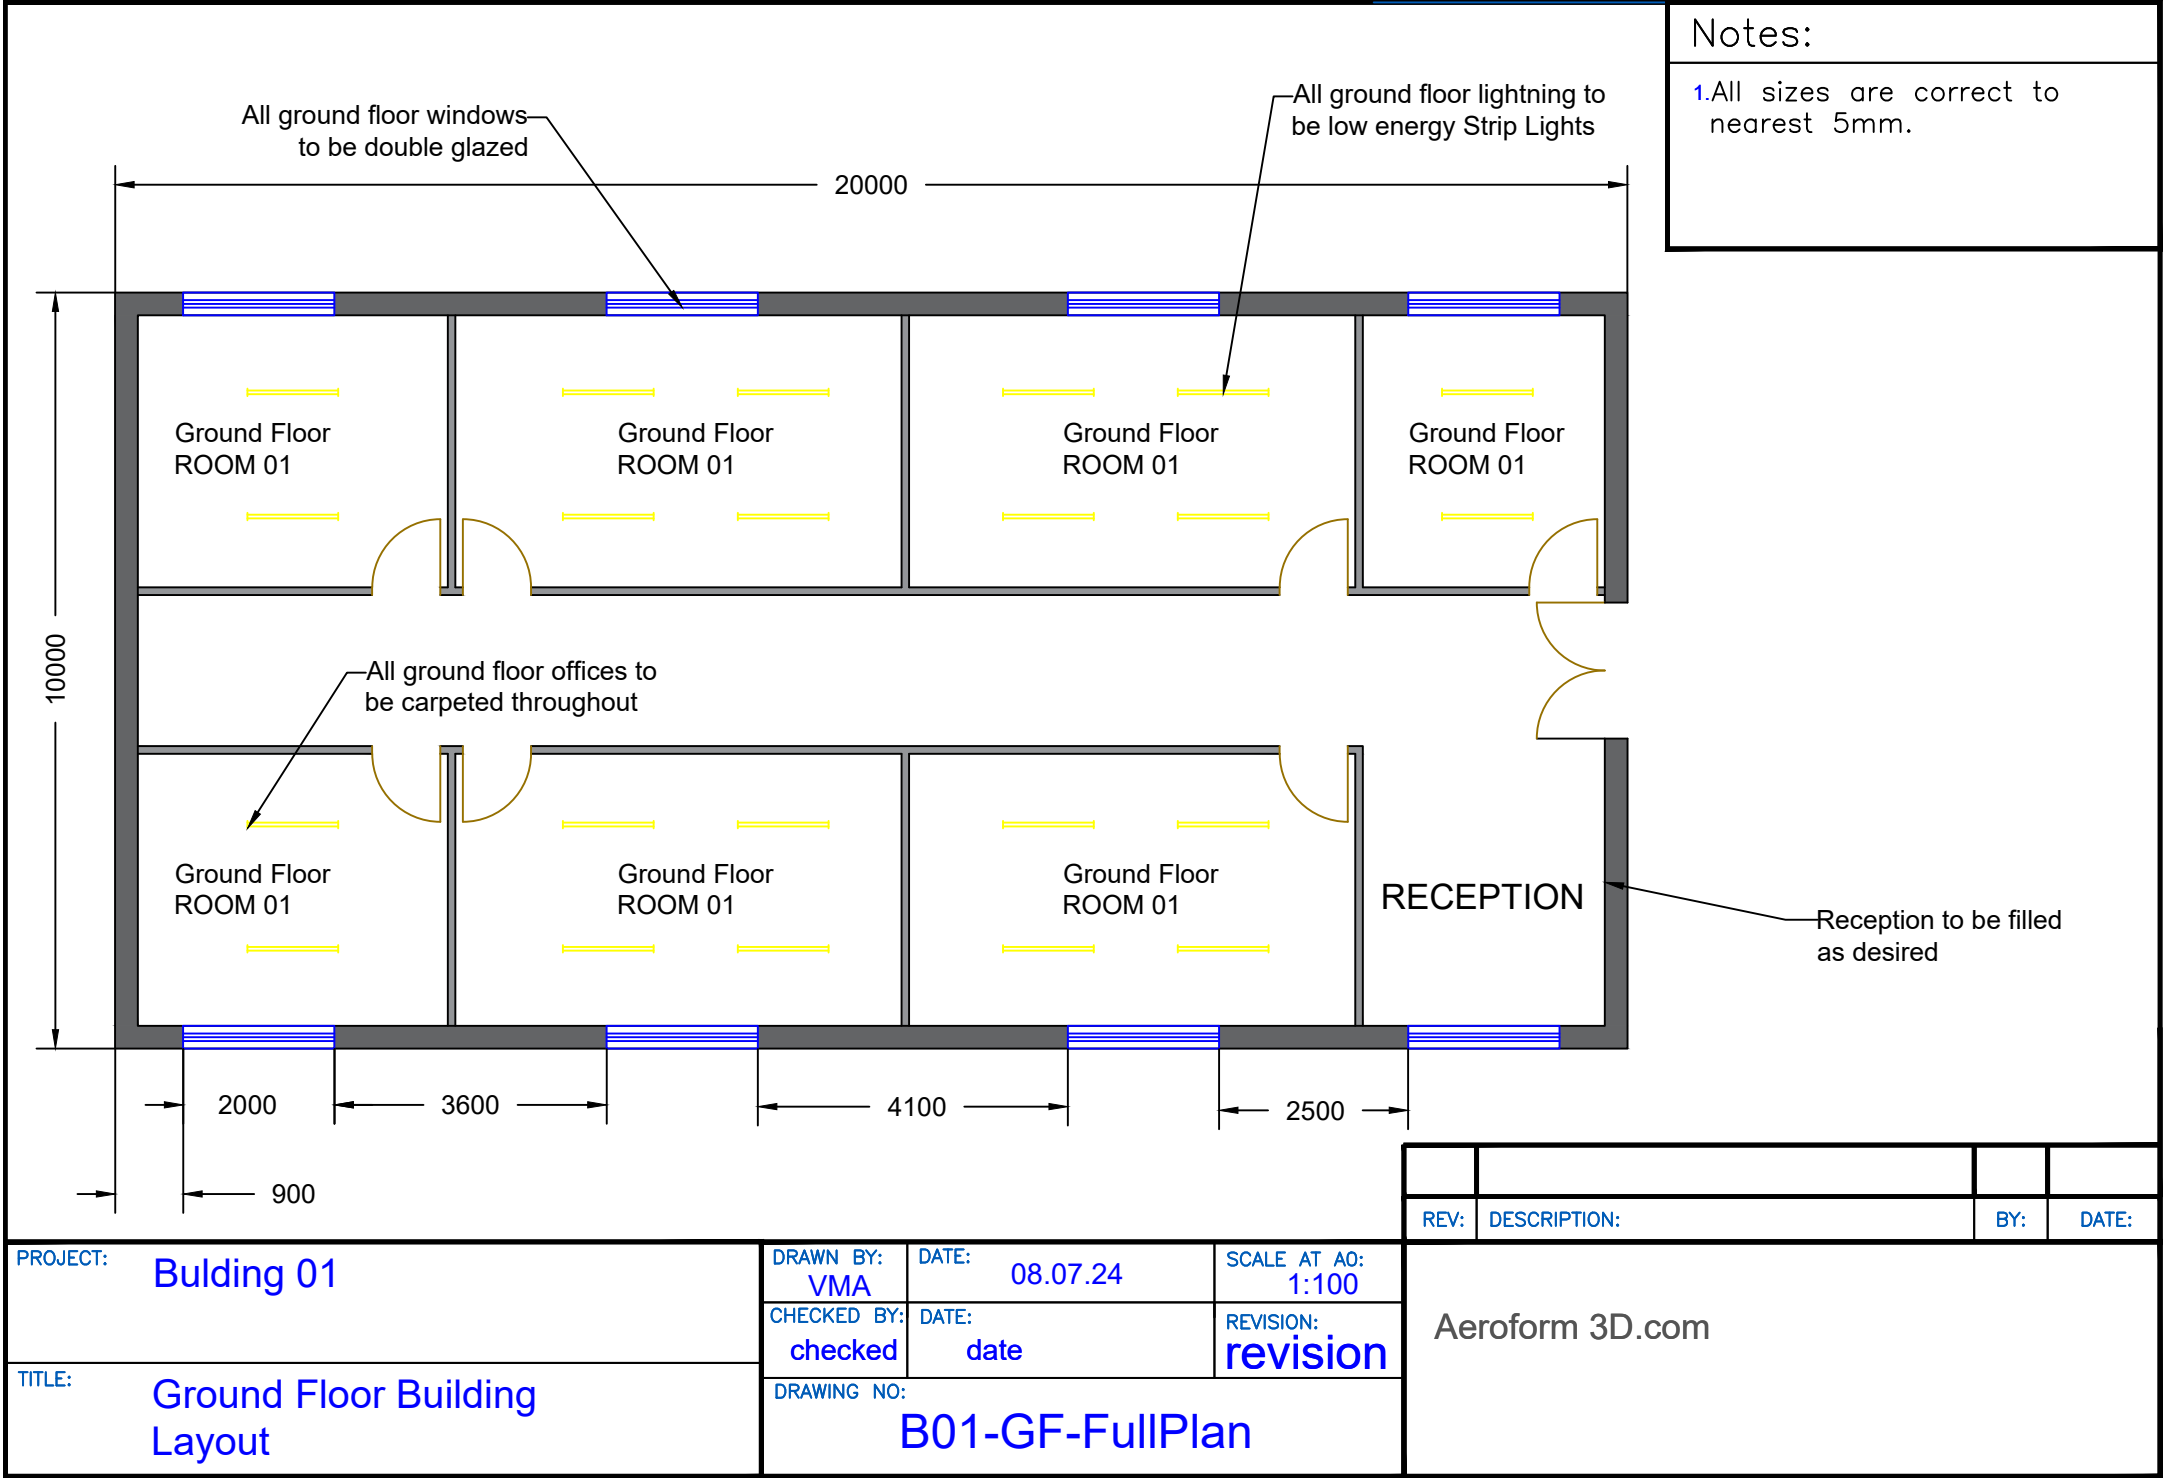 Notes:
1.All sizes are correct to
nearest 5mm.
All ground floor windows
to be double glazed
All ground floor lightning to
be low energy Strip Lights
20000
10000
Ground Floor
ROOM 01
Ground Floor
ROOM 01
Ground Floor
ROOM 01
Ground Floor
ROOM 01
All ground floor offices to
be carpeted throughout
Ground Floor
ROOM 01
Ground Floor
ROOM 01
Ground Floor
ROOM 01
RECEPTION
Reception to be filled
as desired
2000
3600
4100
2500
900
REV: DESCRIPTION: BY: DATE:
PROJECT:
Bulding 01
TITLE:
Ground Floor Building
Layout
DRAWN BY:
VMA
DATE:
08.07.24
SCALE AT A0:
1:100
CHECKED BY:
checked
DATE:
date
REVISION:
revision
DRAWING NO:
B01-GF-FullPlan
Aeroform 3D.com